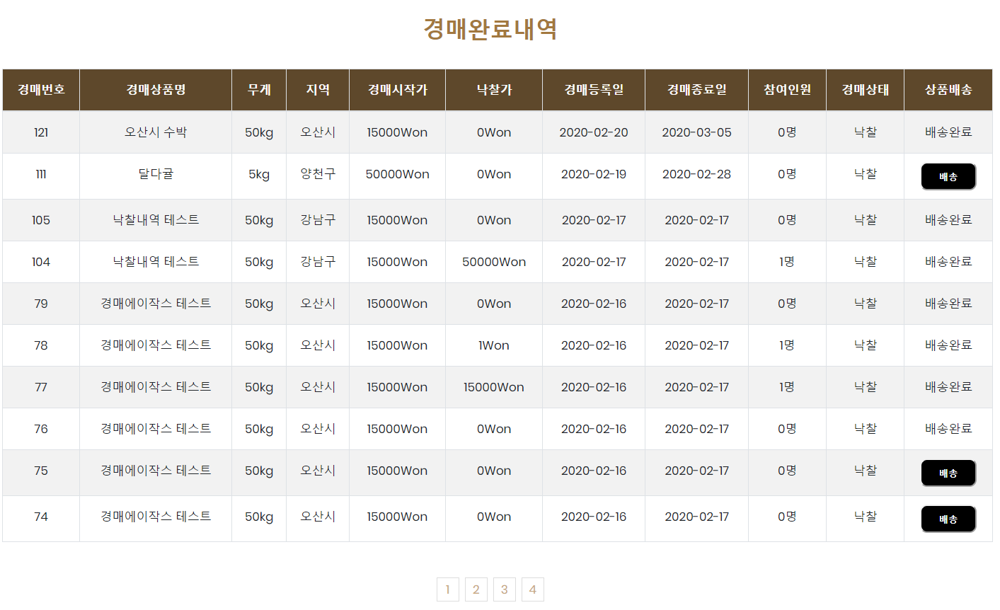 경매완료내역
경매번호 경매상품명 무게 지역 경매시작가 낙찰가 경매등록일 경매종료일 참여인원 경매상태 상품배송
121 오산시 수박 50kg 오산시 15000Won 0Won 2020-02-20 2020-03-05 0명 낙찰 배송완료
111 달다귤 5kg 양천구 50000Won 0Won 2020-02-19 2020-02-28 0명 낙찰 배송
105 낙찰내역 테스트 50kg 강남구 15000Won 0Won 2020-02-17 2020-02-17 0명 낙찰 배송완료
104 낙찰내역 테스트 50kg 강남구 15000Won 50000Won 2020-02-17 2020-02-17 1명 낙찰 배송완료
79 경매에이작스 테스트 50kg 오산시 15000Won 0Won 2020-02-16 2020-02-17 0명 낙찰 배송완료
78 경매에이작스 테스트 50kg 오산시 15000Won 1Won 2020-02-16 2020-02-17 1명 낙찰 배송완료
77 경매에이작스 테스트 50kg 오산시 15000Won 15000Won 2020-02-16 2020-02-17 1명 낙찰 배송완료
76 경매에이작스 테스트 50kg 오산시 15000Won 0Won 2020-02-16 2020-02-17 0명 낙찰 배송완료
75 경매에이작스 테스트 50kg 오산시 15000Won 0Won 2020-02-16 2020-02-17 0명 낙찰 배송
74 경매에이작스 테스트 50kg 오산시 15000Won 0Won 2020-02-16 2020-02-17 0명 낙찰 배송
1 2 3 4